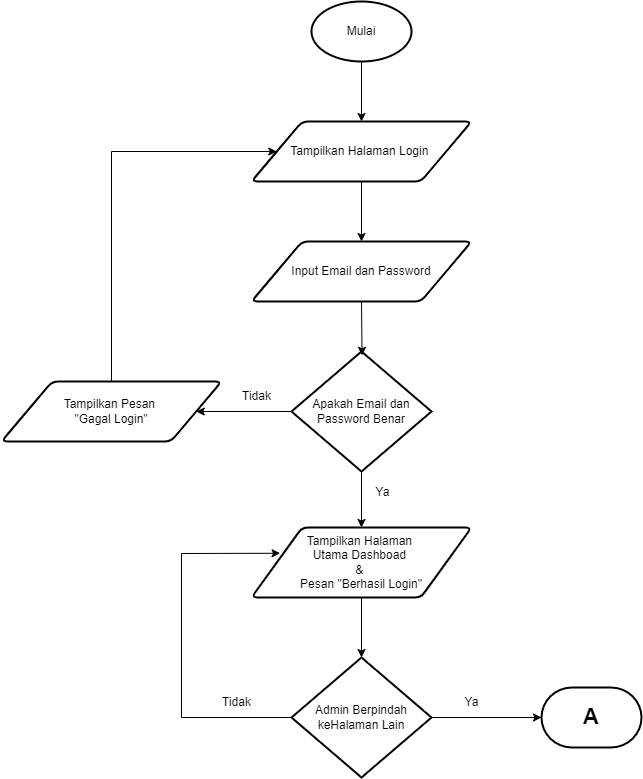 Mulai
Tampilkan Halaman Login
Input Email dan Password
Apakah Email dan
Password Benar
Tidak
Tampilkan Pesan
"Gagal Login"
Ya
Tampilkan Halaman
Utama Dashboad
&
Pesan "Berhasil Login"
Admin Berpindah
keHalaman Lain
Tidak
Ya
A